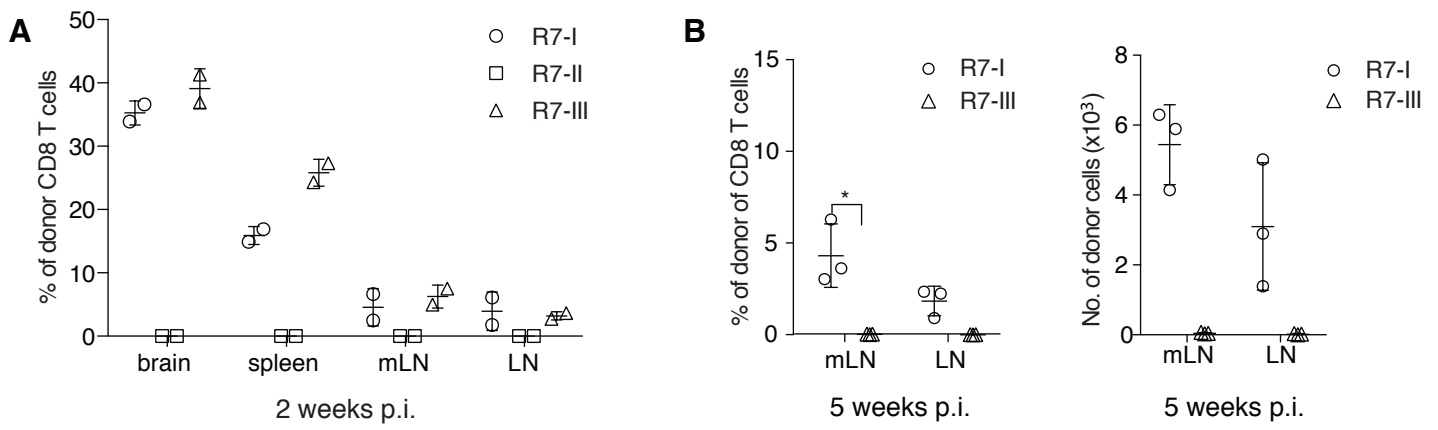 A
% of donor CD8 T cells
50
40
30
20
10
0
R7-I
R7-II
R7-III
brain spleen mLN LN
2 weeks p.i.
B
% of donor of CD8 T cells
15
10
5
0
*
R7-I
R7-III
mLN LN
5 weeks p.i.
No. of donor cells (x10³)
8
6
4
2
0
R7-I
R7-III
mLN LN
5 weeks p.i.